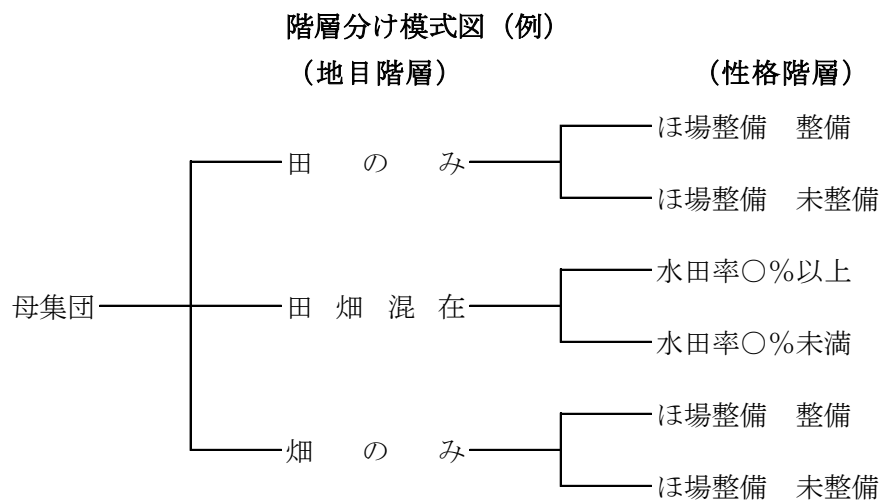 階層分け模式図（例）
（地目階層）　（性格階層）
ほ場整備　整備
田のみ
ほ場整備　未整備
水田率○％以上
母集団　田畑混在
水田率○％未満
ほ場整備　整備
畑のみ
ほ場整備　未整備